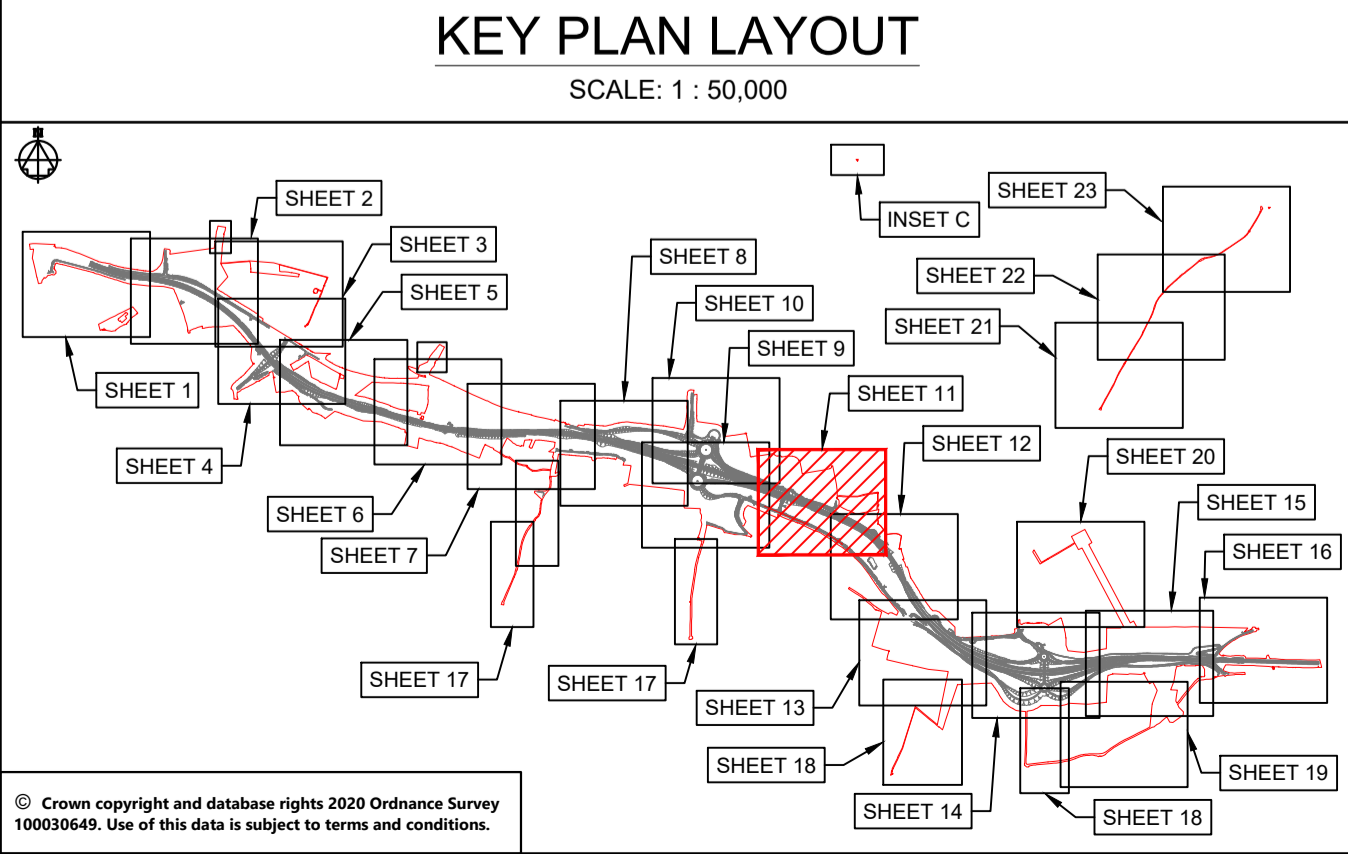 KEY PLAN LAYOUT
SCALE: 1 : 50,000
N
SHEET 2
SHEET 23
INSET C
SHEET 3
SHEET 8
SHEET 22
SHEET 5
SHEET 10
SHEET 21
SHEET 9
SHEET 1
SHEET 11
SHEET 12
SHEET 4
SHEET 20
SHEET 15
SHEET 6
SHEET 7
SHEET 16
SHEET 17
SHEET 17
SHEET 13
SHEET 18
SHEET 19
SHEET 14
SHEET 18
© Crown copyright and database rights 2020 Ordnance Survey
100030649. Use of this data is subject to terms and conditions.